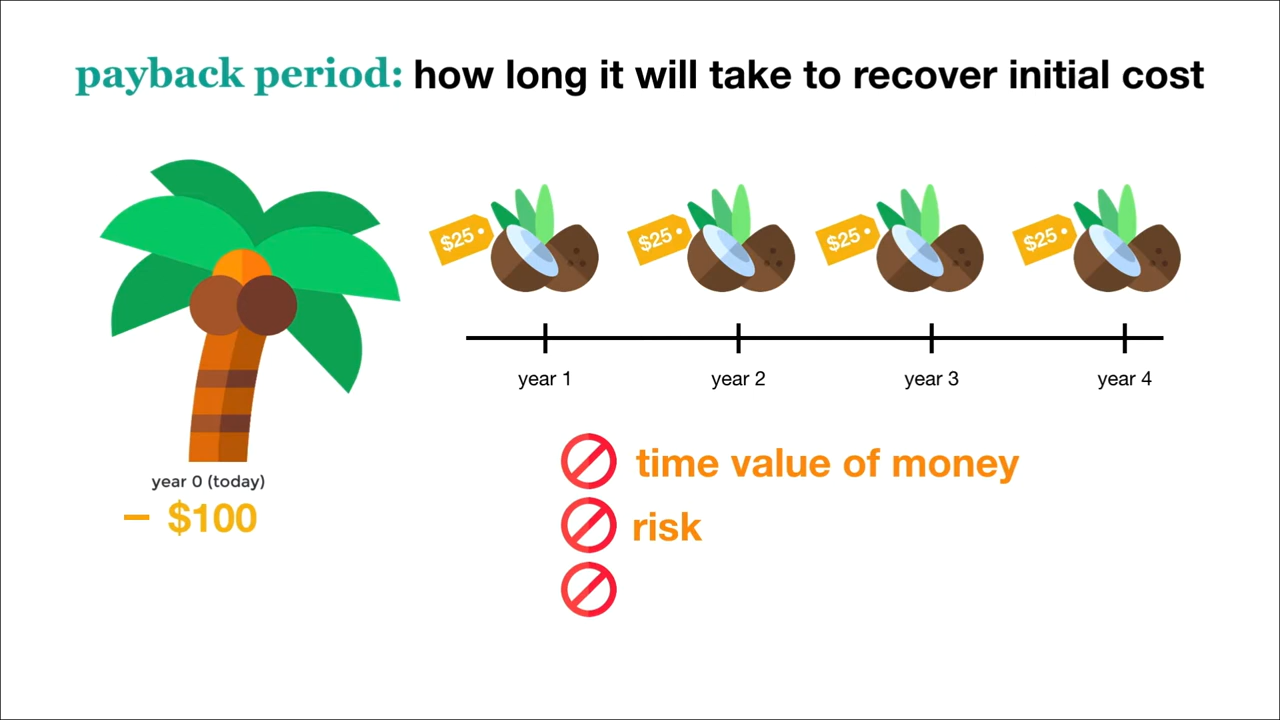 payback period: how long it will take to recover initial cost
$25
$25
$25
$25
year 1
year 2
year 3
year 4
time value of money
year 0 (today)
– $100
risk